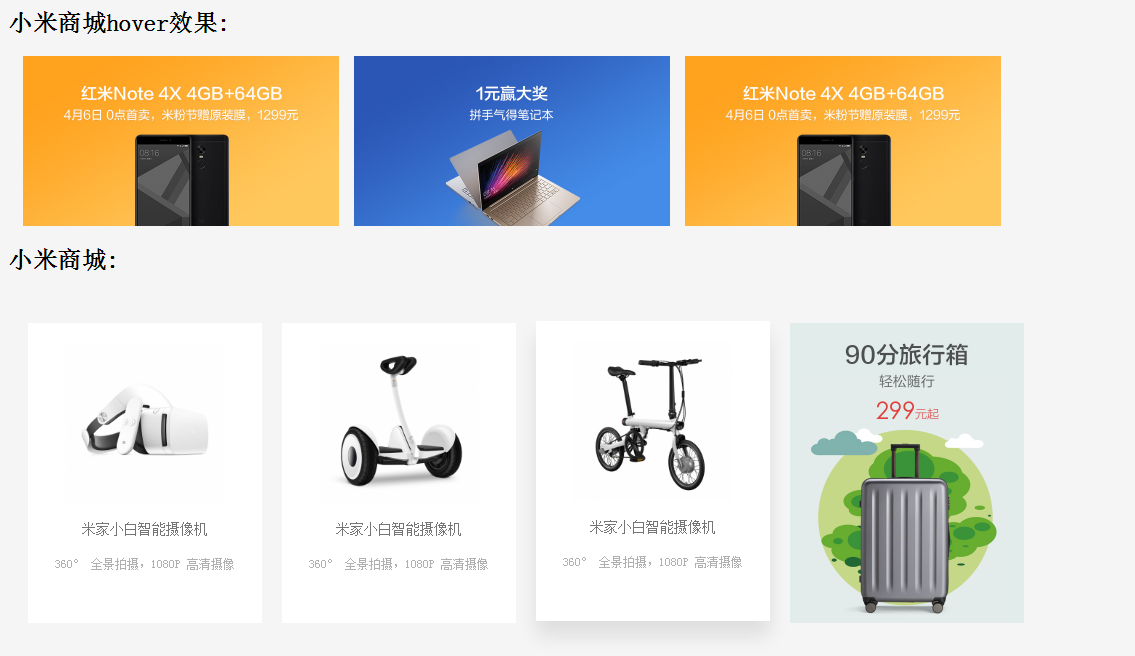 小米商城hover效果:
红米Note 4X 4GB+64GB
4月6日 0点首卖，米粉节赠原装膜，1299元
08:16
1元赢大奖
拼手气得笔记本
红米Note 4X 4GB+64GB
4月6日 0点首卖，米粉节赠原装膜，1299元
08:16
小米商城:
米家小白智能摄像机
360° 全景拍摄，1080P 高清摄像
米家小白智能摄像机
360° 全景拍摄，1080P 高清摄像
米家小白智能摄像机
360° 全景拍摄，1080P 高清摄像
90分旅行箱
轻松随行
299元起